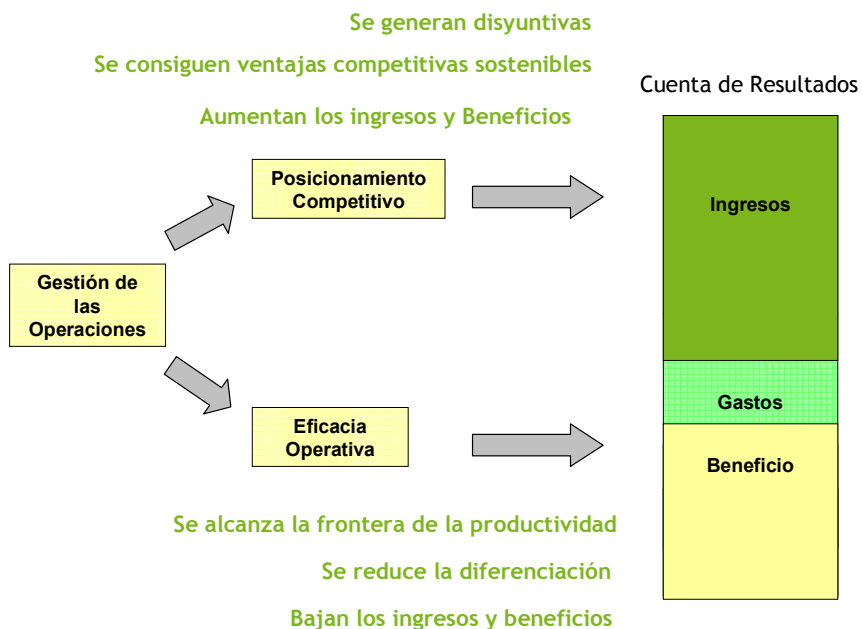 Se generan disyuntivas
Se consiguen ventajas competitivas sostenibles
Aumentan los ingresos y Beneficios
Cuenta de Resultados
Posicionamiento
Competitivo
Ingresos
Gestión de
las
Operaciones
Eficacia
Operativa
Gastos
Beneficio
Se alcanza la frontera de la productividad
Se reduce la diferenciación
Bajan los ingresos y beneficios